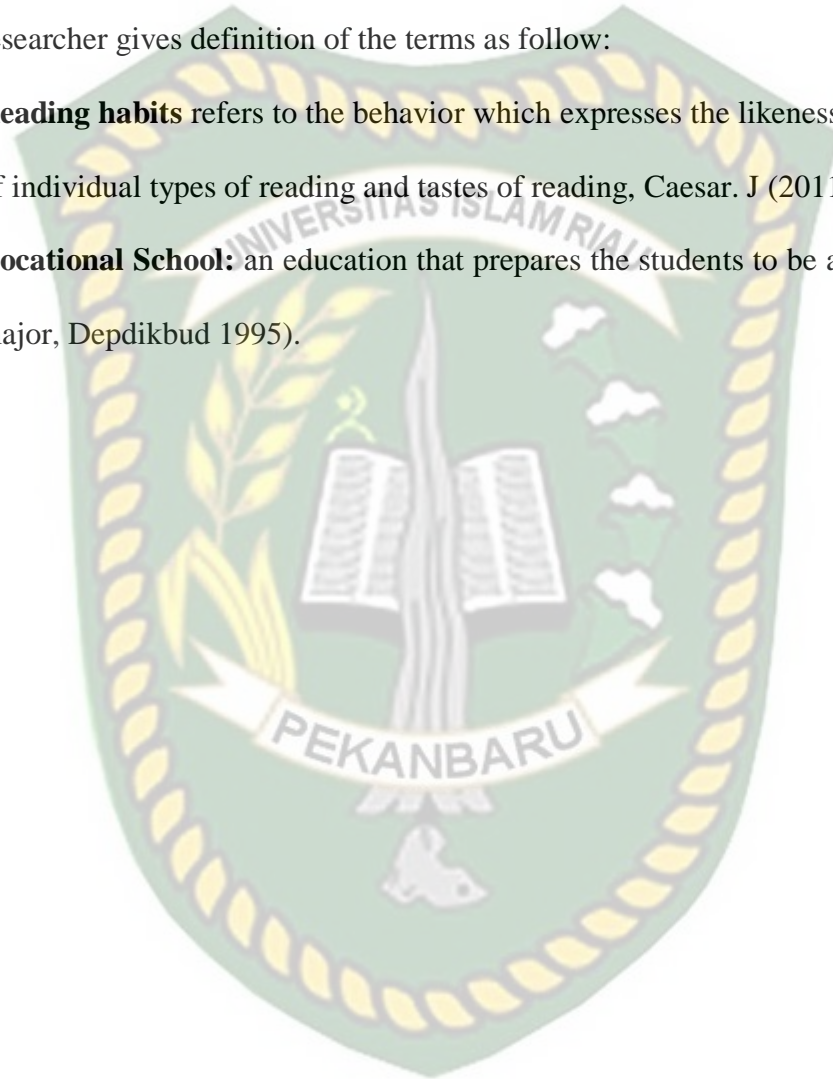 esearcher gives definition of the terms as follow:
eading habits refers to the behavior which expresses the likeness
f individual types of reading and tastes of reading, Caesar. J (2011
UNIVERSITAS ISLAM RIAU
ocational School: an education that prepares the students to be a
ajor, Depdikbud 1995).
PEKANBARU